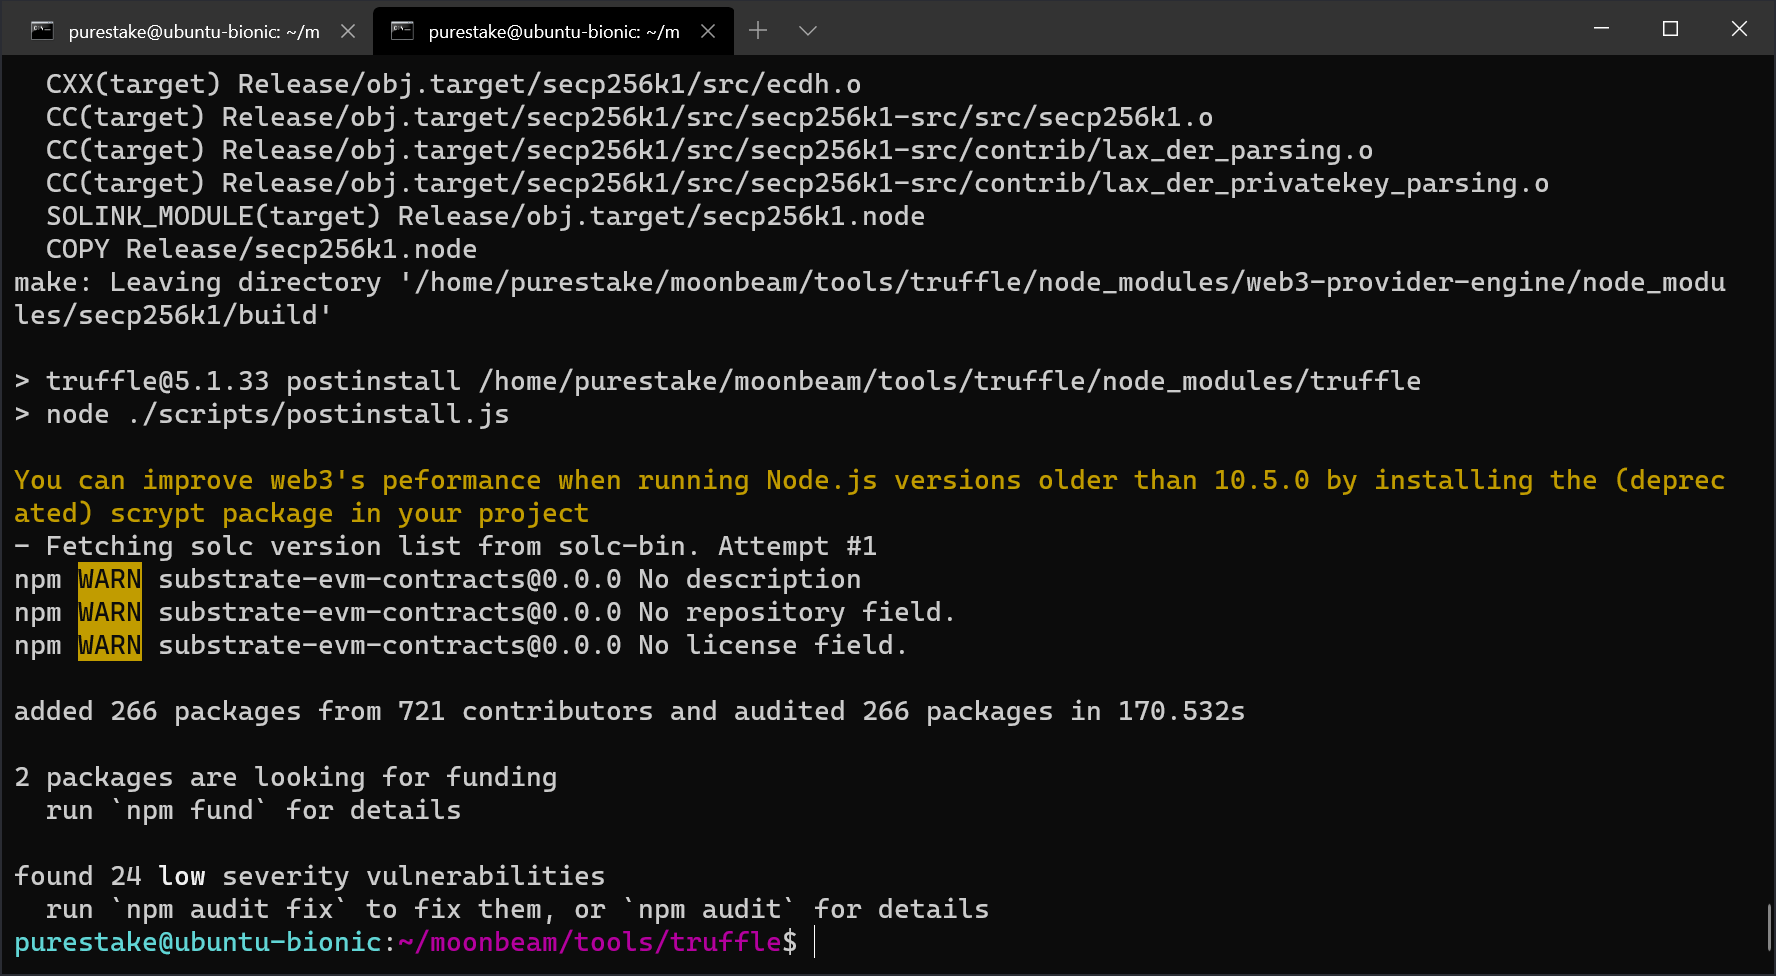 purestake@ubuntu-bionic: ~/m
purestake@ubuntu-bionic: ~/m
CXX(target) Release/obj.target/secp256k1/src/ecdh.o
CC(target) Release/obj.target/secp256k1/src/secp256k1-src/src/secp256k1.o
CC(target) Release/obj.target/secp256k1/src/secp256k1-src/contrib/lax_der_parsing.o
CC(target) Release/obj.target/secp256k1/src/secp256k1-src/contrib/lax_der_privatekey_parsing.o
SOLINK_MODULE(target) Release/obj.target/secp256k1.node
COPY Release/secp256k1.node
make: Leaving directory '/home/purestake/moonbeam/tools/truffle/node_modules/web3-provider-engine/node_modu
les/secp256k1/build'
> truffle@5.1.33 postinstall /home/purestake/moonbeam/tools/truffle/node_modules/truffle
> node ./scripts/postinstall.js
You can improve web3's peformance when running Node.js versions older than 10.5.0 by installing the (deprec
ated) scrypt package in your project
- Fetching solc version list from solc-bin. Attempt #1
npm WARN substrate-evm-contracts@0.0.0 No description
npm WARN substrate-evm-contracts@0.0.0 No repository field.
npm WARN substrate-evm-contracts@0.0.0 No license field.
added 266 packages from 721 contributors and audited 266 packages in 170.532s
2 packages are looking for funding
run `npm fund` for details
found 24 low severity vulnerabilities
run `npm audit fix` to fix them, or `npm audit` for details
purestake@ubuntu-bionic:~/moonbeam/tools/truffle$